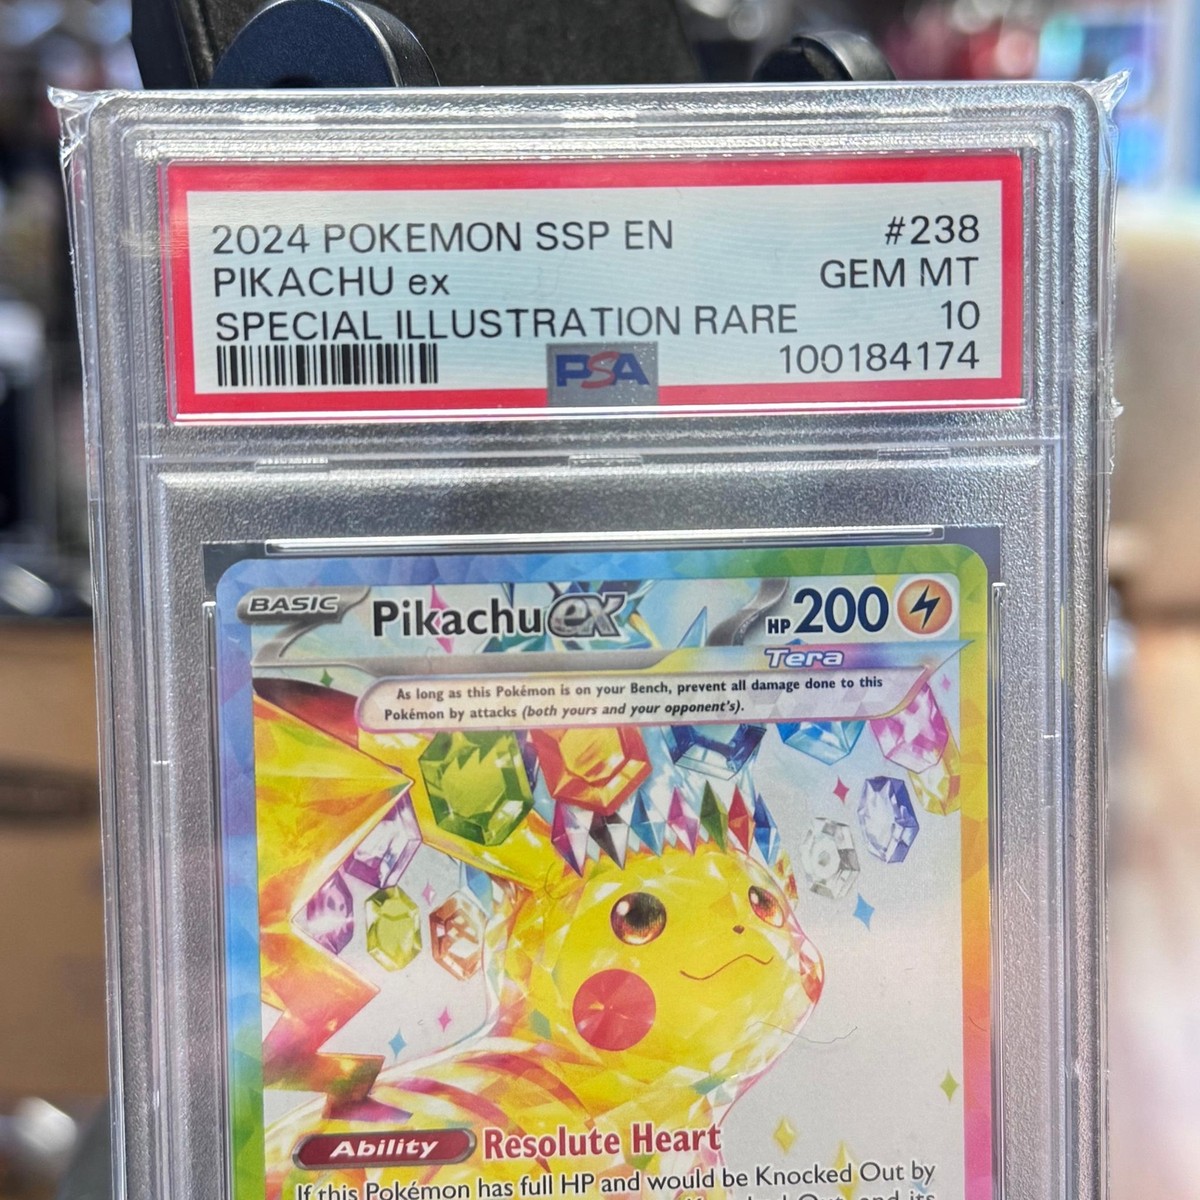 2024 POKEMON SSP EN #238
PIKACHU ex GEM MT
SPECIAL ILLUSTRATION RARE 10
PSA 100184174
BASIC Pikachu ex HP 200
Tera
As long as this Pokémon is on your Bench, prevent all damage done to this
Pokémon by attacks (both yours and your opponent's).
Ability Resolute Heart
If this Pokémon has full HP and would be Knocked Out by